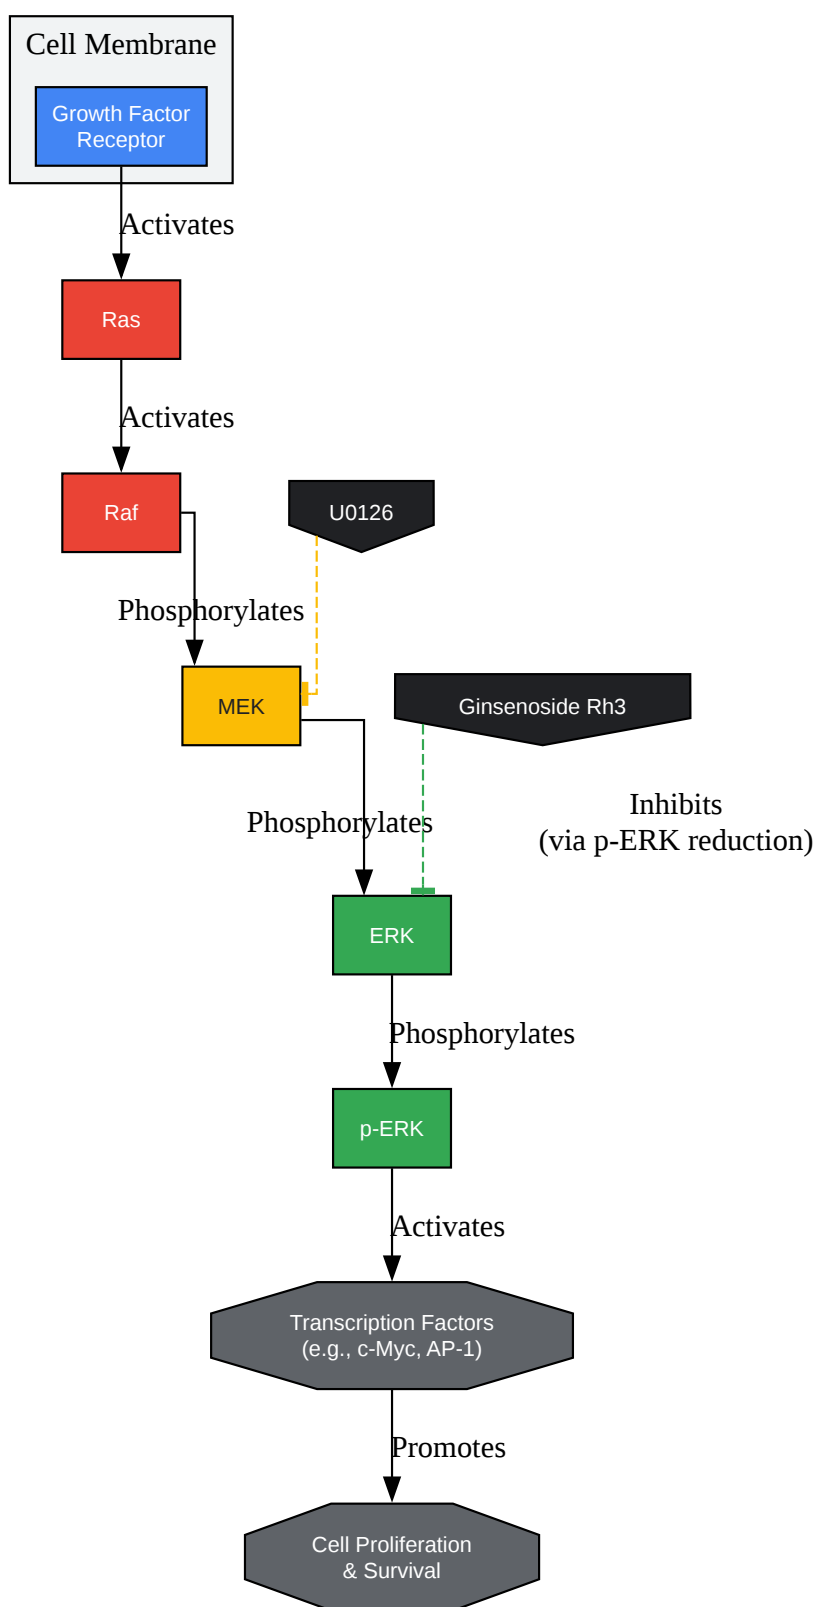 Cell Membrane
Growth Factor
Receptor
Activates
Ras
Activates
Raf
U0126
Phosphorylates
MEK
Ginsenoside Rh3
Inhibits
(via p-ERK reduction)
Phosphorylates
ERK
Phosphorylates
p-ERK
Activates
Transcription Factors
(e.g., c-Myc, AP-1)
Promotes
Cell Proliferation
& Survival